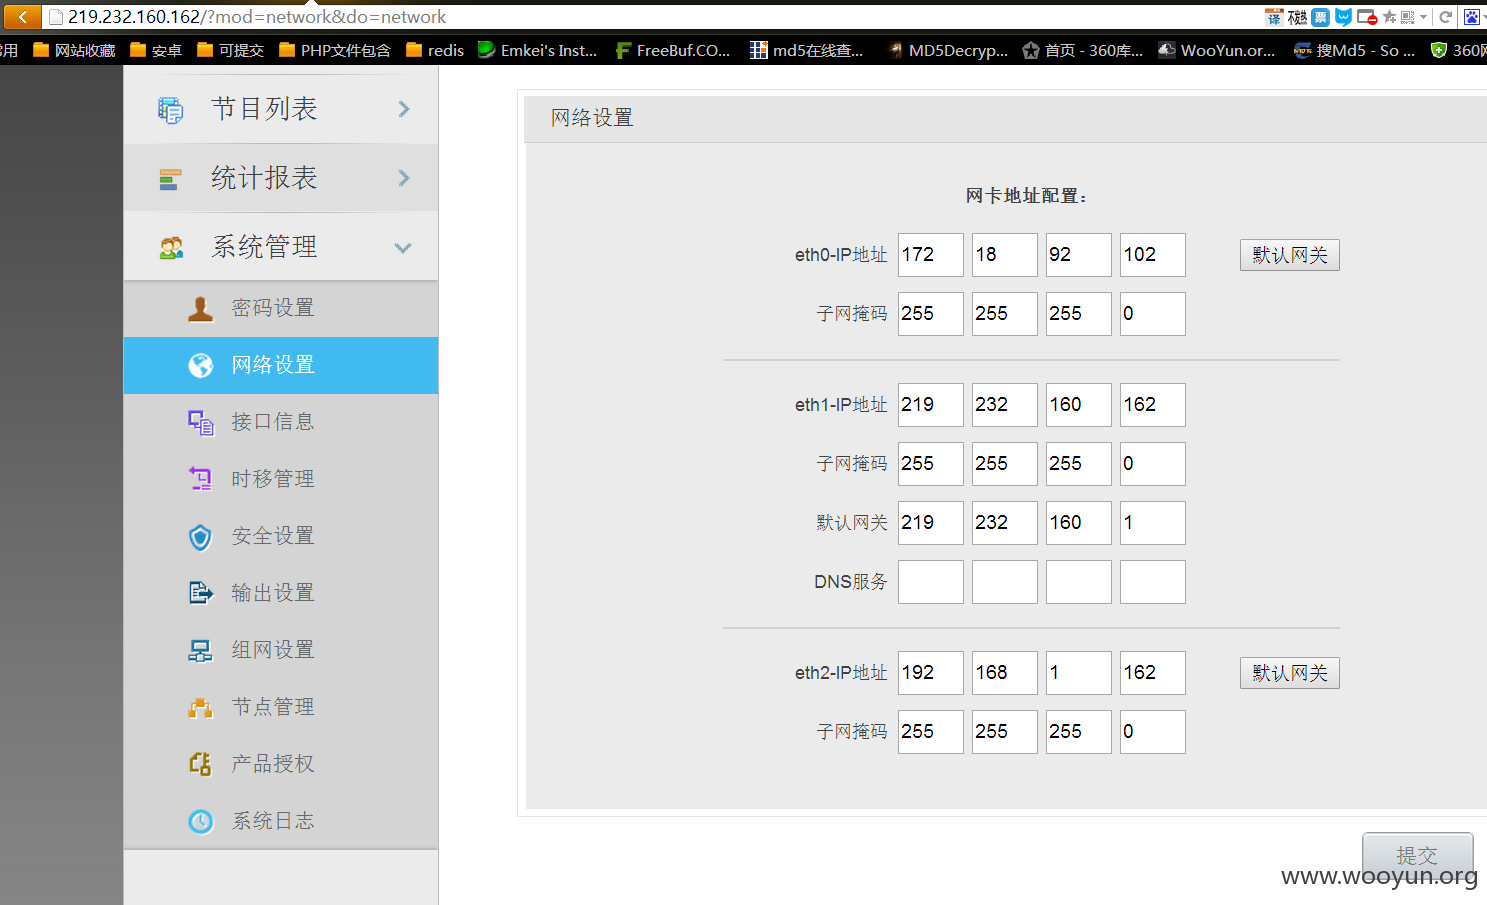 219.232.160.162/?mod=network&do=network
译
票
用 网站收藏 安卓 可提交 PHP文件包含 redis Emkei's Inst... FreeBuf.CO... md5在线查... MD5Decryp... 首页 - 360库... WooYun.or... 搜Md5 - So ... 360网
节目列表
统计报表
系统管理
密码设置
网络设置
接口信息
时移管理
安全设置
输出设置
组网设置
节点管理
产品授权
系统日志
网络设置
网卡地址配置：
eth0-IP地址 172 18 92 102 默认网关
子网掩码 255 255 255 0
eth1-IP地址 219 232 160 162
子网掩码 255 255 255 0
默认网关 219 232 160 1
DNS服务
eth2-IP地址 192 168 1 162 默认网关
子网掩码 255 255 255 0
提交
www.wooyun.org